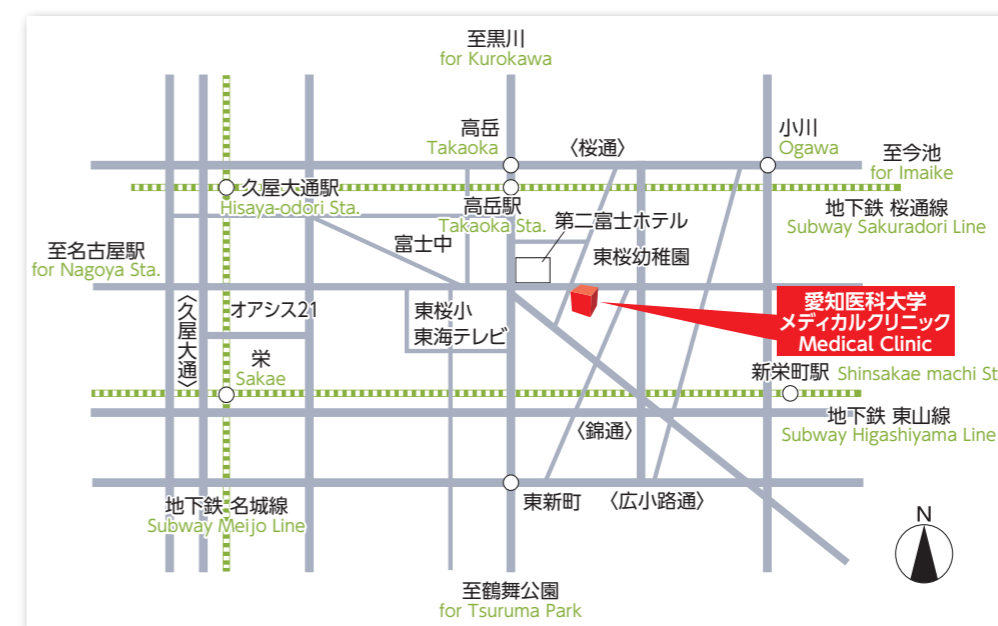 至黒川
for Kurokawa
高岳
Takaoka
〈桜通〉
小川
Ogawa
至今池
for Imaike
久屋大通駅
Hisaya-odori Sta.
高岳駅
Takaoka Sta.
地下鉄 桜通線
Subway Sakuradori Line
第二富士ホテル
富士中
東桜幼稚園
至名古屋駅
for Nagoya Sta.
〈久屋大通〉
オアシス21
東桜小
東海テレビ
愛知医科大学
メディカルクリニック
Medical Clinic
栄
Sakae
新栄町駅 Shinsakae machi St
地下鉄 東山線
Subway Higashiyama Line
〈錦通〉
地下鉄 名城線
Subway Meijo Line
東新町
〈広小路通〉
N
至鶴舞公園
for Tsuruma Park